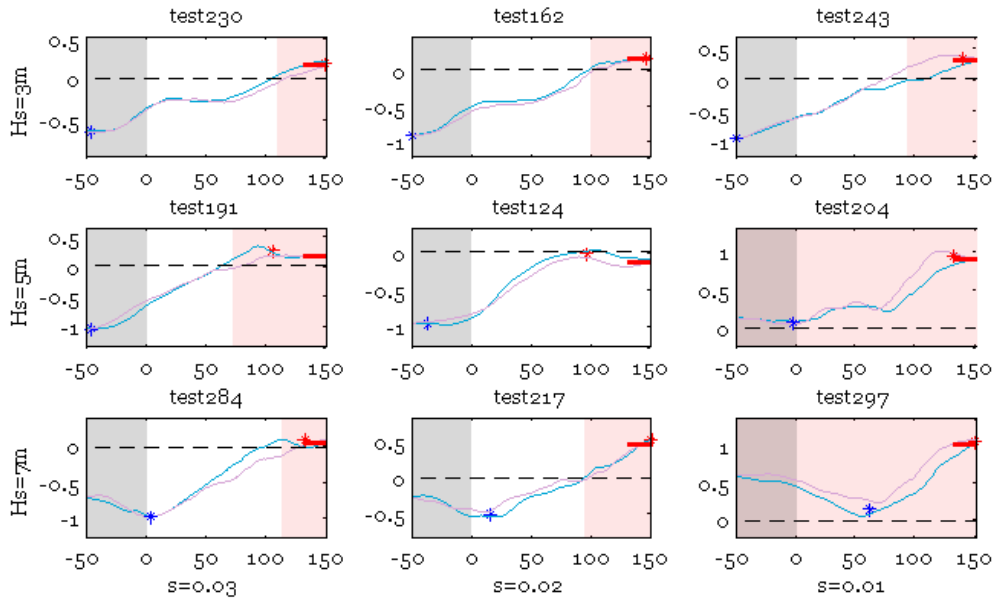 test230 test162 test243
Hs=3m
0.5 0 -0.5
0 -0.5 -1
0.5 0 -0.5 -1
-50 0 50 100 150 -50 0 50 100 150 -50 0 50 100 150
test191 test124 test204
Hs=5m
0.5 0 -0.5 -1
0 -0.5 -1
1 0.5 0
-50 0 50 100 150 -50 0 50 100 150 -50 0 50 100 150
test284 test217 test297
Hs=7m
0 -0.5 -1
0.5 0 -0.5
1 0.5 0
-50 0 50 100 150 -50 0 50 100 150 -50 0 50 100 150
s=0.03 s=0.02 s=0.01